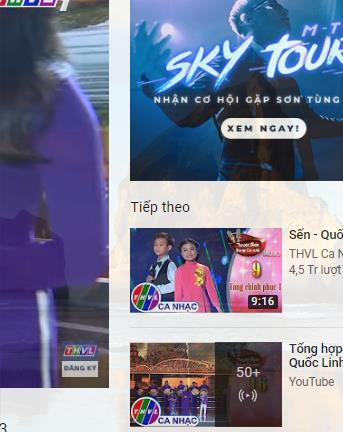 M-T
SKY TOUR
NHẬN CƠ HỘI GẶP SƠN TÙNG
XEM NGAY!
Tiếp theo
Sến - Quố
THVL Ca N
4,5 Tr lượt
9
Tổng chinh phục 1
9:16
THVL
CA NHẠC
THVL
ĐĂNG KÝ
Tổng hợp
Quốc Linh
YouTube
50+
THVL
CA NHẠC
3